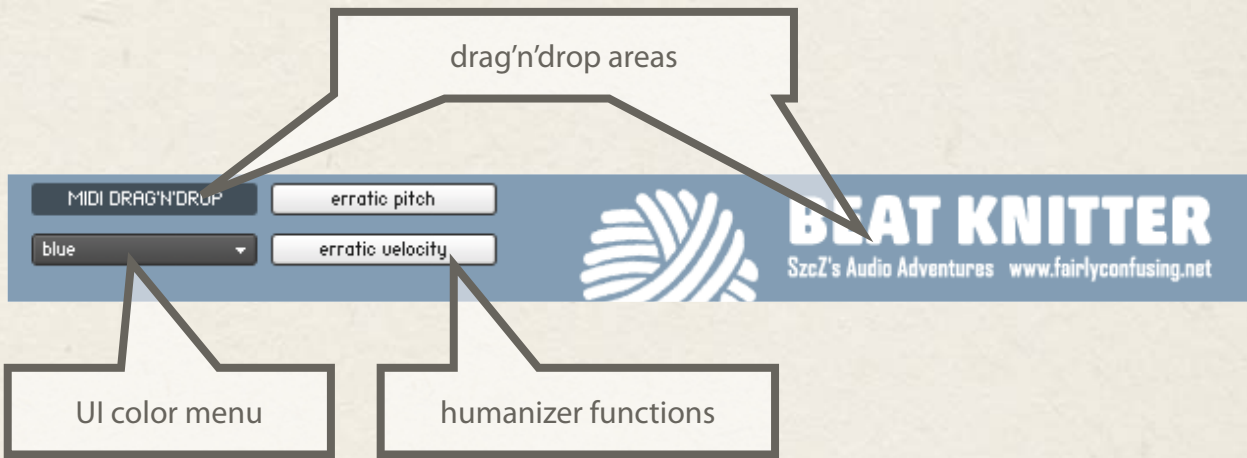 drag'n'drop areas
MIDI DRAG'N'DROP
erratic pitch
BEAT KNITTER
blue
erratic velocity
SzcZ's Audio Adventures www.fairlyconfusing.net
UI color menu
humanizer functions